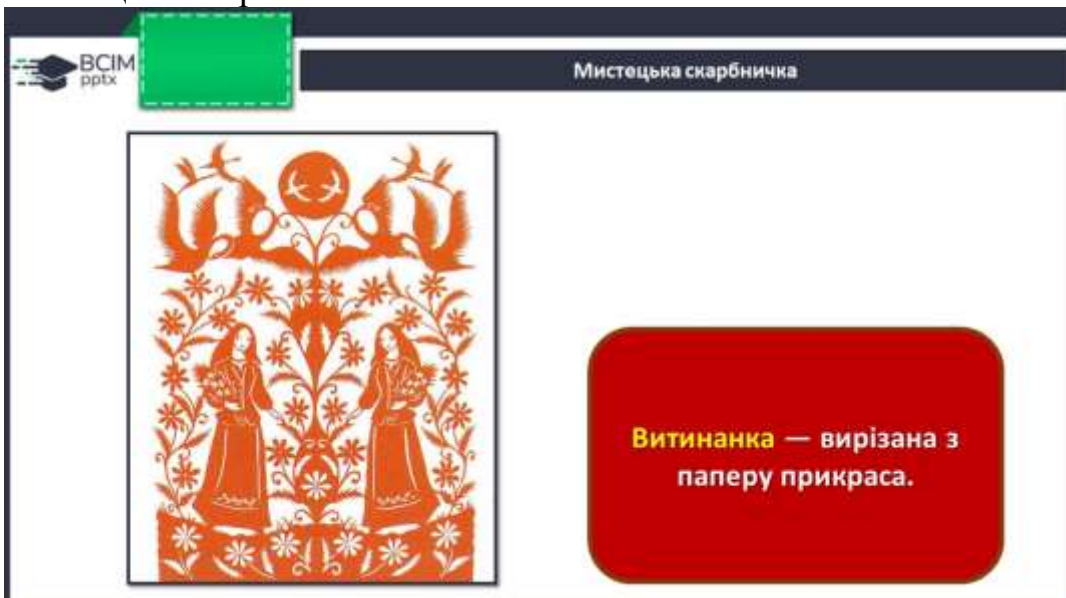 ВСІМ
pptx
Мистецька скарбничка
Витинанка — вирізана з
паперу прикраса.